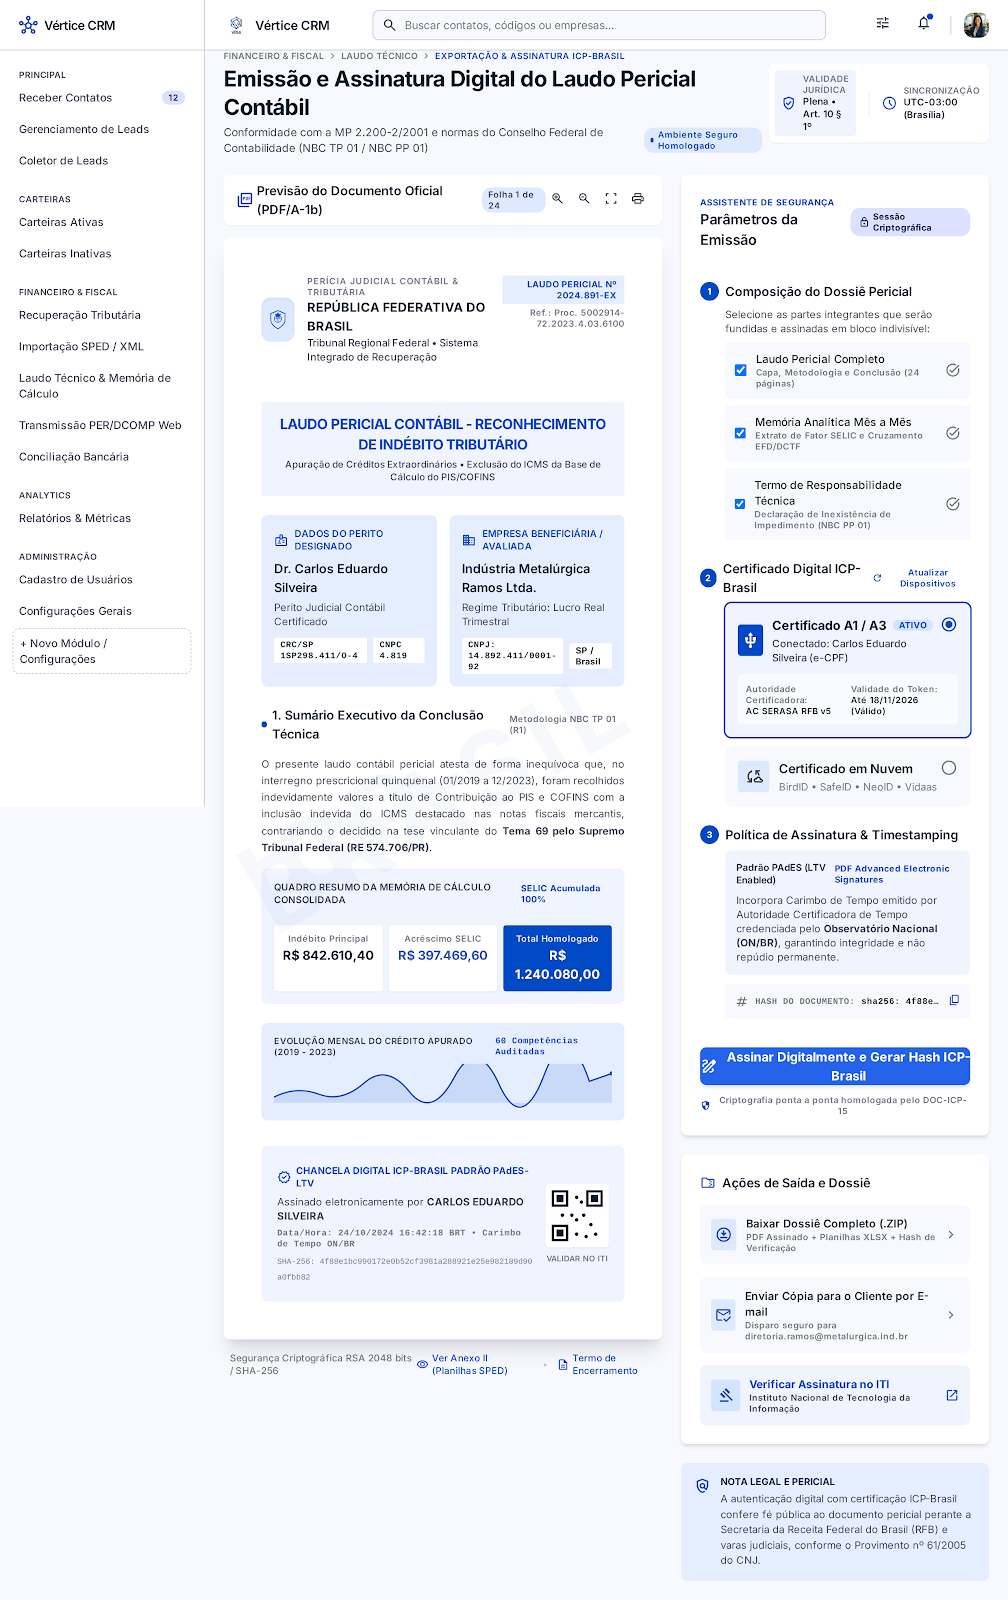 Vértice CRM
vibe
Vértice CRM
Buscar contatos, códigos ou empresas...
PRINCIPAL
Receber Contatos 12
Gerenciamento de Leads
Coletor de Leads
CARTEIRAS
Carteiras Ativas
Carteiras Inativas
FINANCEIRO & FISCAL
Recuperação Tributária
Importação SPED / XML
Laudo Técnico & Memória de
Cálculo
Transmissão PER/DCOMP Web
Conciliação Bancária
ANALYTICS
Relatórios & Métricas
ADMINISTRAÇÃO
Cadastro de Usuários
Configurações Gerais
+ Novo Módulo /
Configurações
FINANCEIRO & FISCAL > LAUDO TÉCNICO > EXPORTAÇÃO & ASSINATURA ICP-BRASIL
Emissão e Assinatura Digital do Laudo Pericial
Contábil
Conformidade com a MP 2.200-2/2001 e normas do Conselho Federal de
Contabilidade (NBC TP 01 / NBC PP 01)
Ambiente Seguro
Homologado
VALIDADE
JURÍDICA
Plena •
Art. 10 §
1º
SINCRONIZAÇÃO
UTC-03:00
(Brasília)
Previsão do Documento Oficial
(PDF/A-1b)
Folha 1 de
24
PERÍCIA JUDICIAL CONTÁBIL &
TRIBUTÁRIA
REPÚBLICA FEDERATIVA DO
BRASIL
Tribunal Regional Federal • Sistema
Integrado de Recuperação
LAUDO PERICIAL Nº
2024.891-EX
Ref.: Proc. 5002914-
72.2023.4.03.6100
LAUDO PERICIAL CONTÁBIL - RECONHECIMENTO
DE INDÉBITO TRIBUTÁRIO
Apuração de Créditos Extraordinários • Exclusão do ICMS da Base de
Cálculo do PIS/COFINS
DADOS DO PERITO
DESIGNADO
Dr. Carlos Eduardo
Silveira
Perito Judicial Contábil
Certificado
CRC/SP
1SP298.411/O-4
CNPC
4.819
EMPRESA BENEFICIÁRIA /
AVALIADA
Indústria Metalúrgica
Ramos Ltda.
Regime Tributário: Lucro Real
Trimestral
CNPJ:
14.892.411/0001-
92
SP /
Brasil
BRASIL
1. Sumário Executivo da Conclusão
Técnica
Metodologia NBC TP 01
(R1)
O presente laudo contábil pericial atesta de forma inequívoca que, no
interregno prescricional quinquenal (01/2019 a 12/2023), foram recolhidos
indevidamente valores a título de Contribuição ao PIS e COFINS com a
inclusão indevida do ICMS destacado nas notas fiscais mercantis,
contrariando o decidido na tese vinculante do Tema 69 pelo Supremo
Tribunal Federal (RE 574.706/PR).
QUADRO RESUMO DA MEMÓRIA DE CÁLCULO
CONSOLIDADA
SELIC Acumulada
100%
Indébito Principal
R$ 842.610,40
Acréscimo SELIC
R$ 397.469,60
Total Homologado
R$
1.240.080,00
EVOLUÇÃO MENSAL DO CRÉDITO APURADO
(2019 - 2023)
60 Competências
Auditadas
CHANCELA DIGITAL ICP-BRASIL PADRÃO PAdES-
LTV
Assinado eletronicamente por CARLOS EDUARDO
SILVEIRA
Data/Hora: 24/10/2024 16:42:18 BRT • Carimbo
de Tempo ON/BR
SHA-256: 4f88e1bc990172e0b52cf3981a288921e25e982189d90
a0fbb82
VALIDAR NO ITI
Segurança Criptográfica RSA 2048 bits
/ SHA-256
Ver Anexo II
(Planilhas SPED)
Termo de
Encerramento
ASSISTENTE DE SEGURANÇA
Parâmetros da
Emissão
Sessão
Criptográfica
1 Composição do Dossiê Pericial
Selecione as partes integrantes que serão
fundidas e assinadas em bloco indivisível:
Laudo Pericial Completo
Capa, Metodologia e Conclusão (24
páginas)
Memória Analítica Mês a Mês
Extrato de Fator SELIC e Cruzamento
EFD/DCTF
Termo de Responsabilidade
Técnica
Declaração de Inexistência de
Impedimento (NBC PP 01)
2 Certificado Digital ICP-
Brasil
Atualizar
Dispositivos
Certificado A1 / A3 ATIVO
Conectado: Carlos Eduardo
Silveira (e-CPF)
Autoridade
Certificadora:
AC SERASA RFB v5
Validade do Token:
Até 18/11/2026
(Válido)
Certificado em Nuvem
BirdID • SafeID • NeoID • Vidaas
3 Política de Assinatura & Timestamping
Padrão PAdES (LTV
Enabled)
PDF Advanced Electronic
Signatures
Incorpora Carimbo de Tempo emitido por
Autoridade Certificadora de Tempo
credenciada pelo Observatório Nacional
(ON/BR), garantindo integridade e não
repúdio permanente.
# HASH DO DOCUMENTO: sha256: 4f88e…
Assinar Digitalmente e Gerar Hash ICP-
Brasil
Criptografia ponta a ponta homologada pelo DOC-ICP-
15
Ações de Saída e Dossiê
Baixar Dossiê Completo (.ZIP)
PDF Assinado + Planilhas XLSX + Hash de
Verificação
Enviar Cópia para o Cliente por E-
mail
Disparo seguro para
diretoria.ramos@metalurgica.ind.br
Verificar Assinatura no ITI
Instituto Nacional de Tecnologia da
Informação
NOTA LEGAL E PERICIAL
A autenticação digital com certificação ICP-Brasil
confere fé pública ao documento pericial perante a
Secretaria da Receita Federal do Brasil (RFB) e
varas judiciais, conforme o Provimento nº 61/2005
do CNJ.